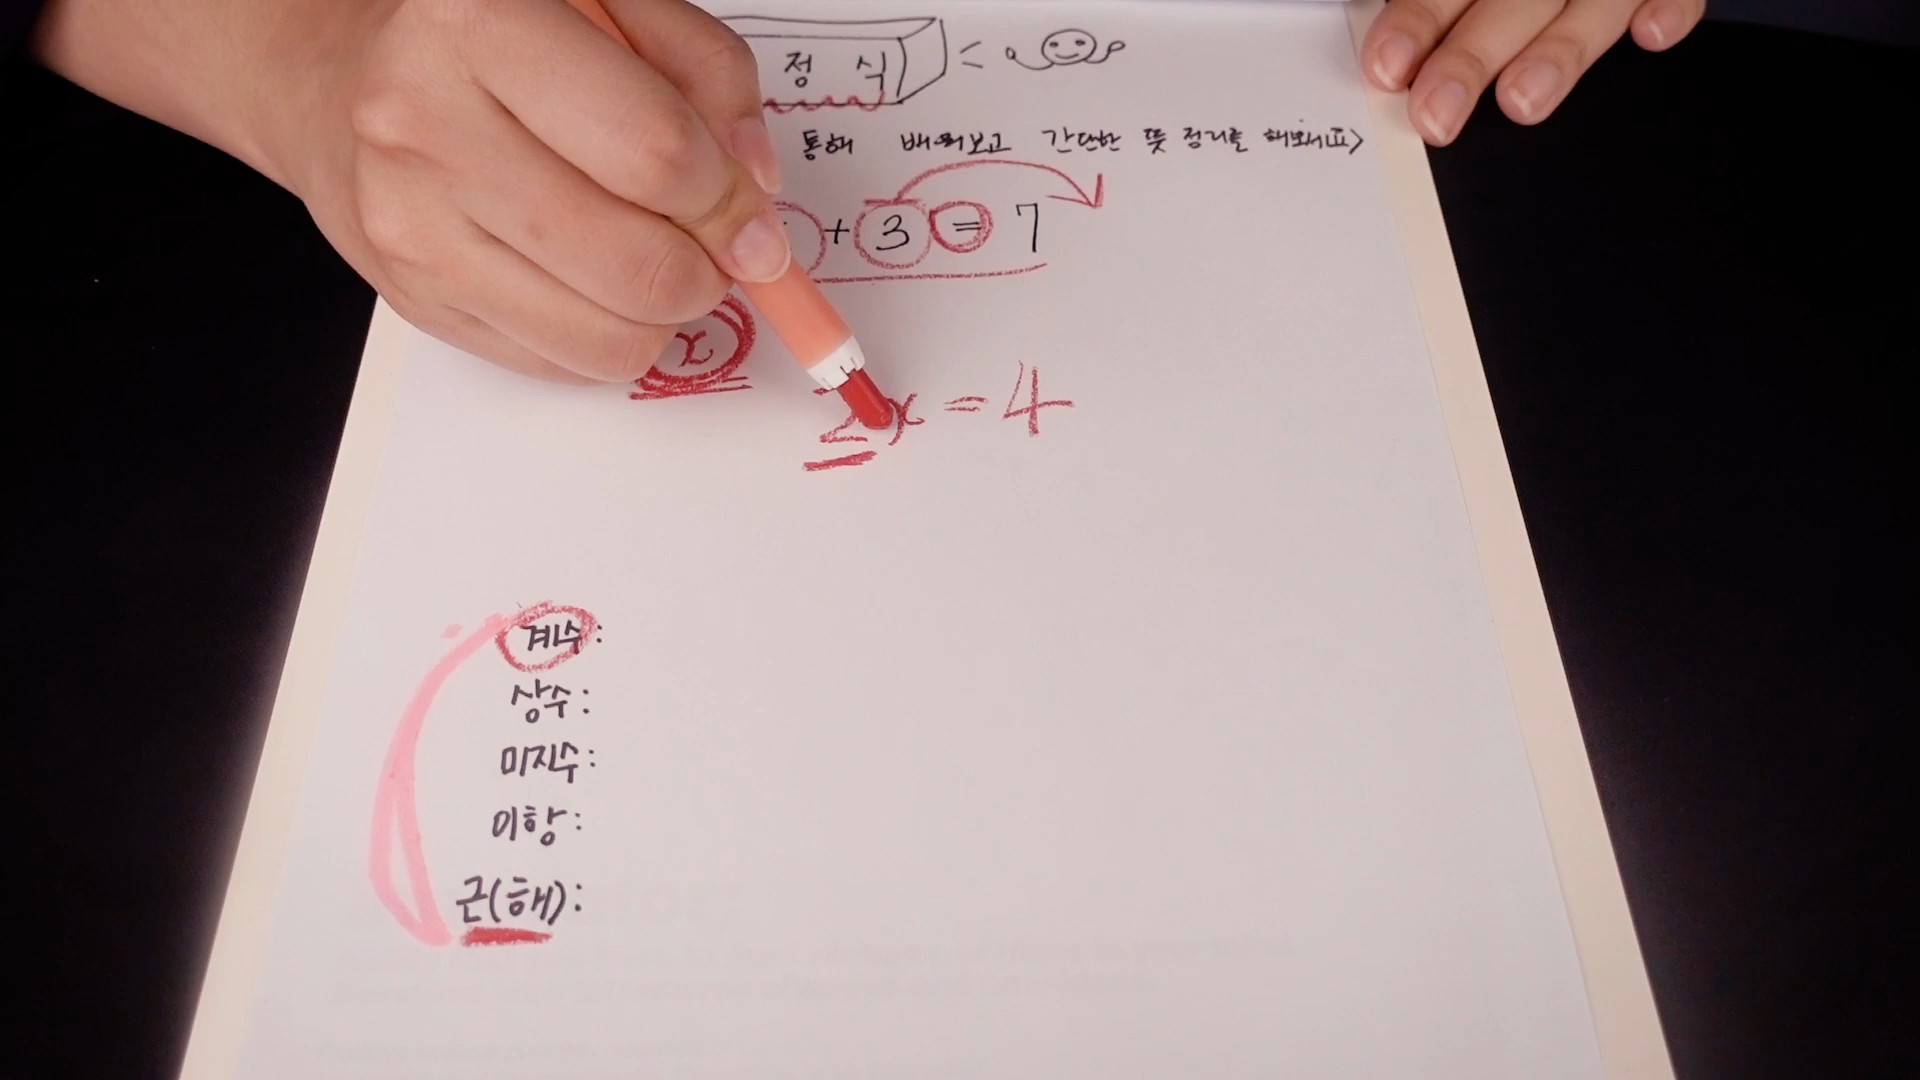 정 식
통해 배워보고 간단한 뜻 정리를 해봐요>
+ 3 = 7
x
2x = 4
계수:
상수:
미지수:
이항:
근(해):